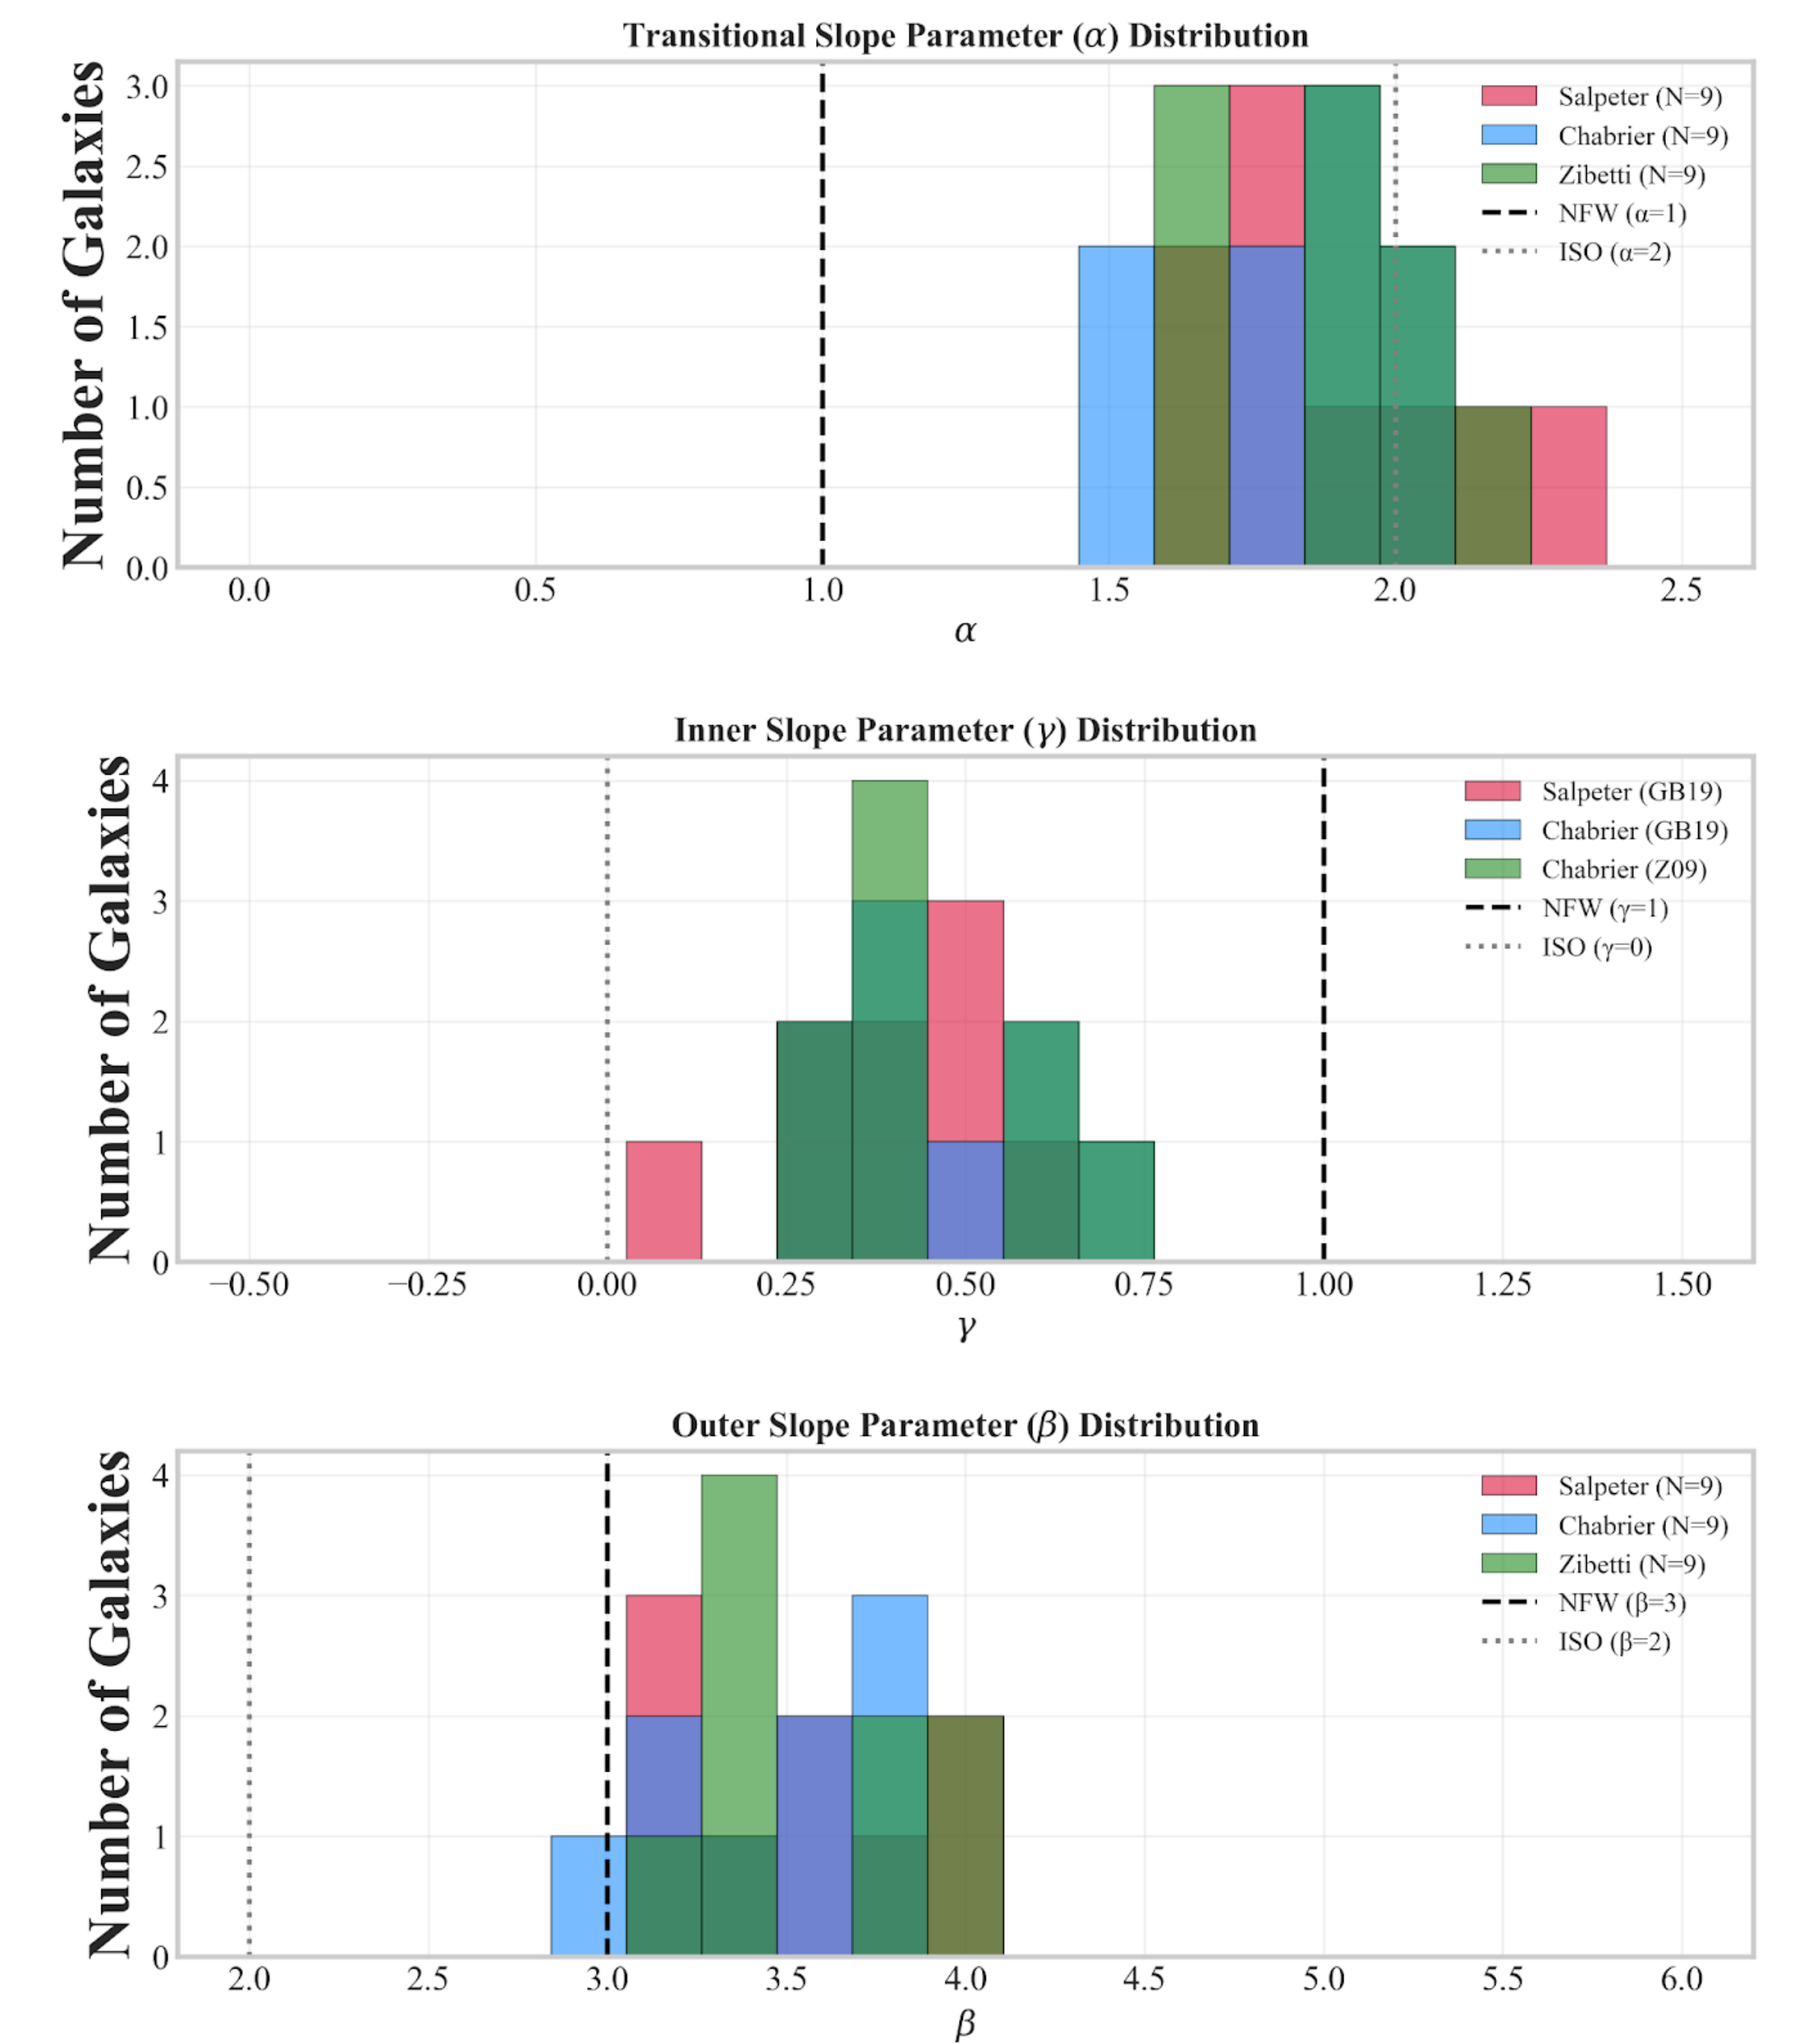 Transitional Slope Parameter (α) Distribution
Number of Galaxies
3.0
2.5
2.0
1.5
1.0
0.5
0.0
Salpeter (N=9)
Chabrier (N=9)
Zibetti (N=9)
NFW (α=1)
ISO (α=2)
0.0 0.5 1.0 1.5 2.0 2.5
α
Inner Slope Parameter (γ) Distribution
Number of Galaxies
4
3
2
1
0
Salpeter (GB19)
Chabrier (GB19)
Chabrier (Z09)
NFW (γ=1)
ISO (γ=0)
−0.50 −0.25 0.00 0.25 0.50 0.75 1.00 1.25 1.50
γ
Outer Slope Parameter (β) Distribution
Number of Galaxies
4
3
2
1
0
Salpeter (N=9)
Chabrier (N=9)
Zibetti (N=9)
NFW (β=3)
ISO (β=2)
2.0 2.5 3.0 3.5 4.0 4.5 5.0 5.5 6.0
β